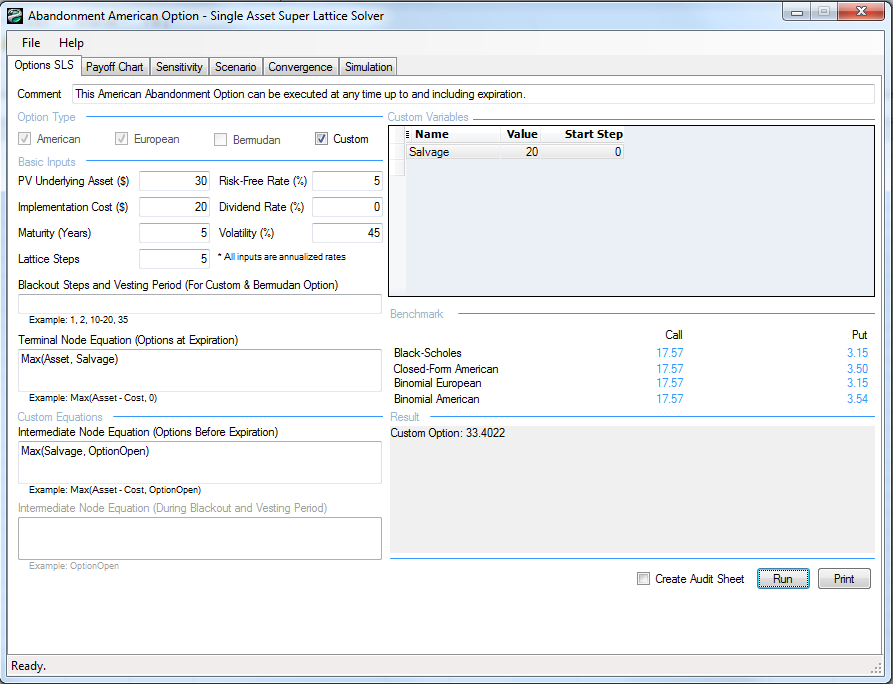 Abandonment American Option - Single Asset Super Lattice Solver
File Help
Options SLS Payoff Chart Sensitivity Scenario Convergence Simulation
Comment This American Abandonment Option can be executed at any time up to and including expiration.
Option Type
American European Bermudan Custom
Basic Inputs
PV Underlying Asset ($) 30 Risk-Free Rate (%) 5
Implementation Cost ($) 20 Dividend Rate (%) 0
Maturity (Years) 5 Volatility (%) 45
Lattice Steps 5 * All inputs are annualized rates
Blackout Steps and Vesting Period (For Custom & Bermudan Option)
Example: 1, 2, 10-20, 35
Terminal Node Equation (Options at Expiration)
Max(Asset, Salvage)
Example: Max(Asset - Cost, 0)
Custom Equations
Intermediate Node Equation (Options Before Expiration)
Max(Salvage, OptionOpen)
Example: Max(Asset - Cost, OptionOpen)
Intermediate Node Equation (During Blackout and Vesting Period)
Example: OptionOpen
Custom Variables
Name Value Start Step
Salvage 20 0
Benchmark
Call Put
Black-Scholes 17.57 3.15
Closed-Form American 17.57 3.50
Binomial European 17.57 3.15
Binomial American 17.57 3.54
Result
Custom Option: 33.4022
Create Audit Sheet Run Print
Ready.